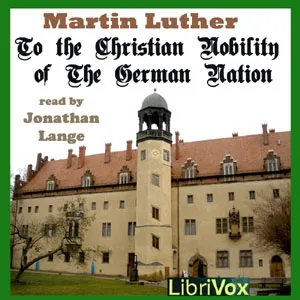 Martin Luther
To the Christian Nobility
of The German Nation
read by
Jonathan
Lange
LibriVox